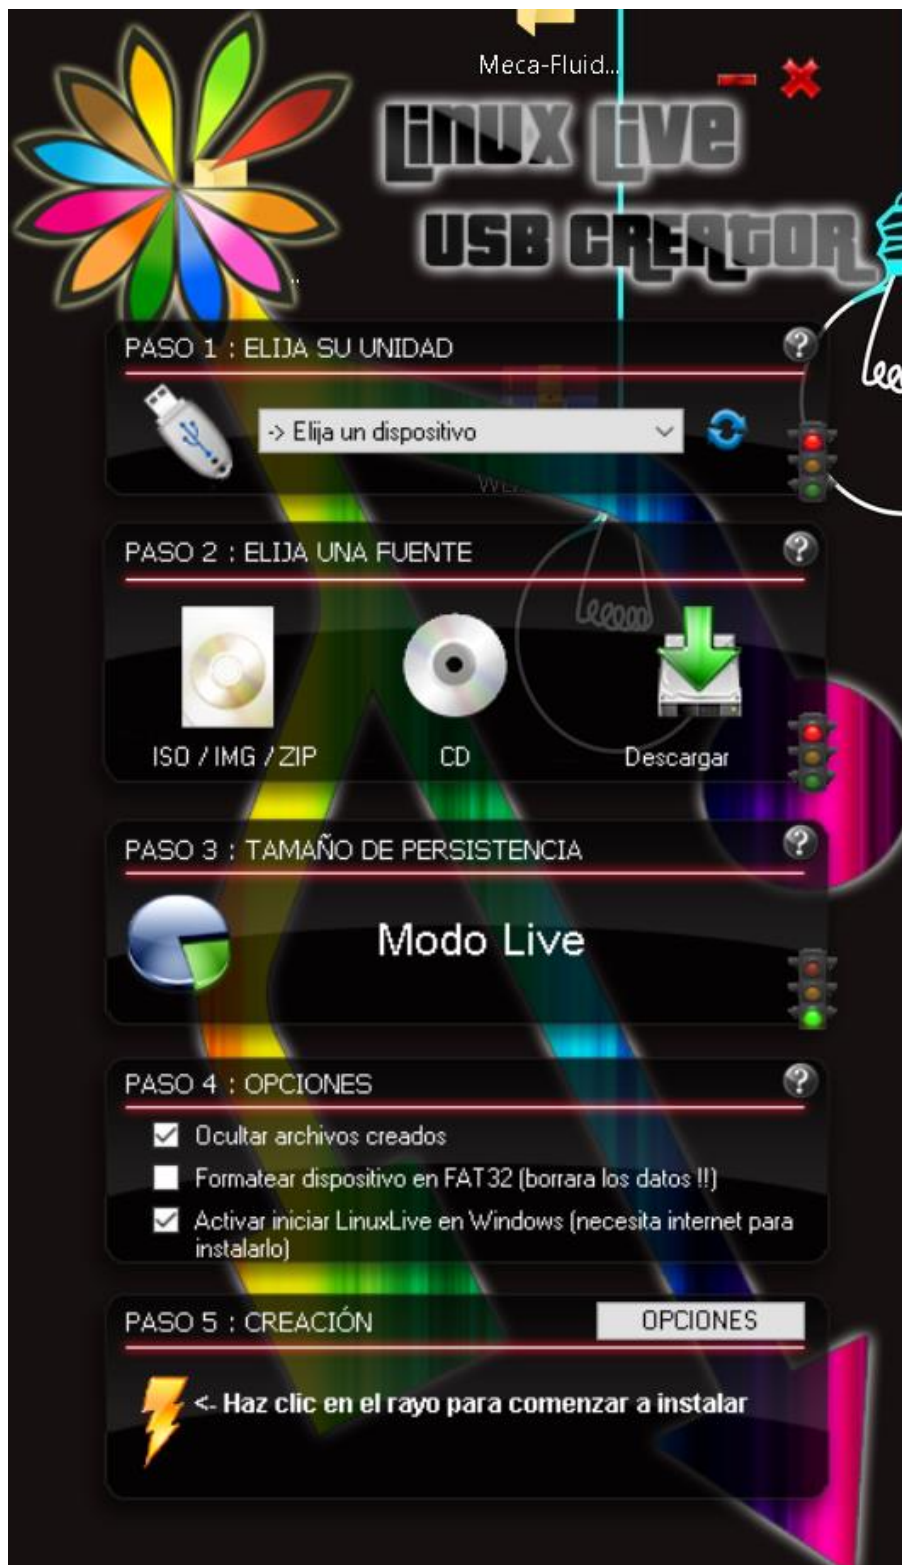 Meca-Fluid...
Linux Live
USB CREATOR
..
PASO 1 : ELIJA SU UNIDAD
-> Elija un dispositivo
PASO 2 : ELIJA UNA FUENTE
ISO / IMG / ZIP
CD
Descargar
PASO 3 : TAMAÑO DE PERSISTENCIA
Modo Live
PASO 4 : OPCIONES
Ocultar archivos creados
Formatear dispositivo en FAT32 (borrara los datos !!)
Activar iniciar LinuxLive en Windows (necesita internet para
instalarlo)
PASO 5 : CREACIÓN
OPCIONES
<- Haz clic en el rayo para comenzar a instalar